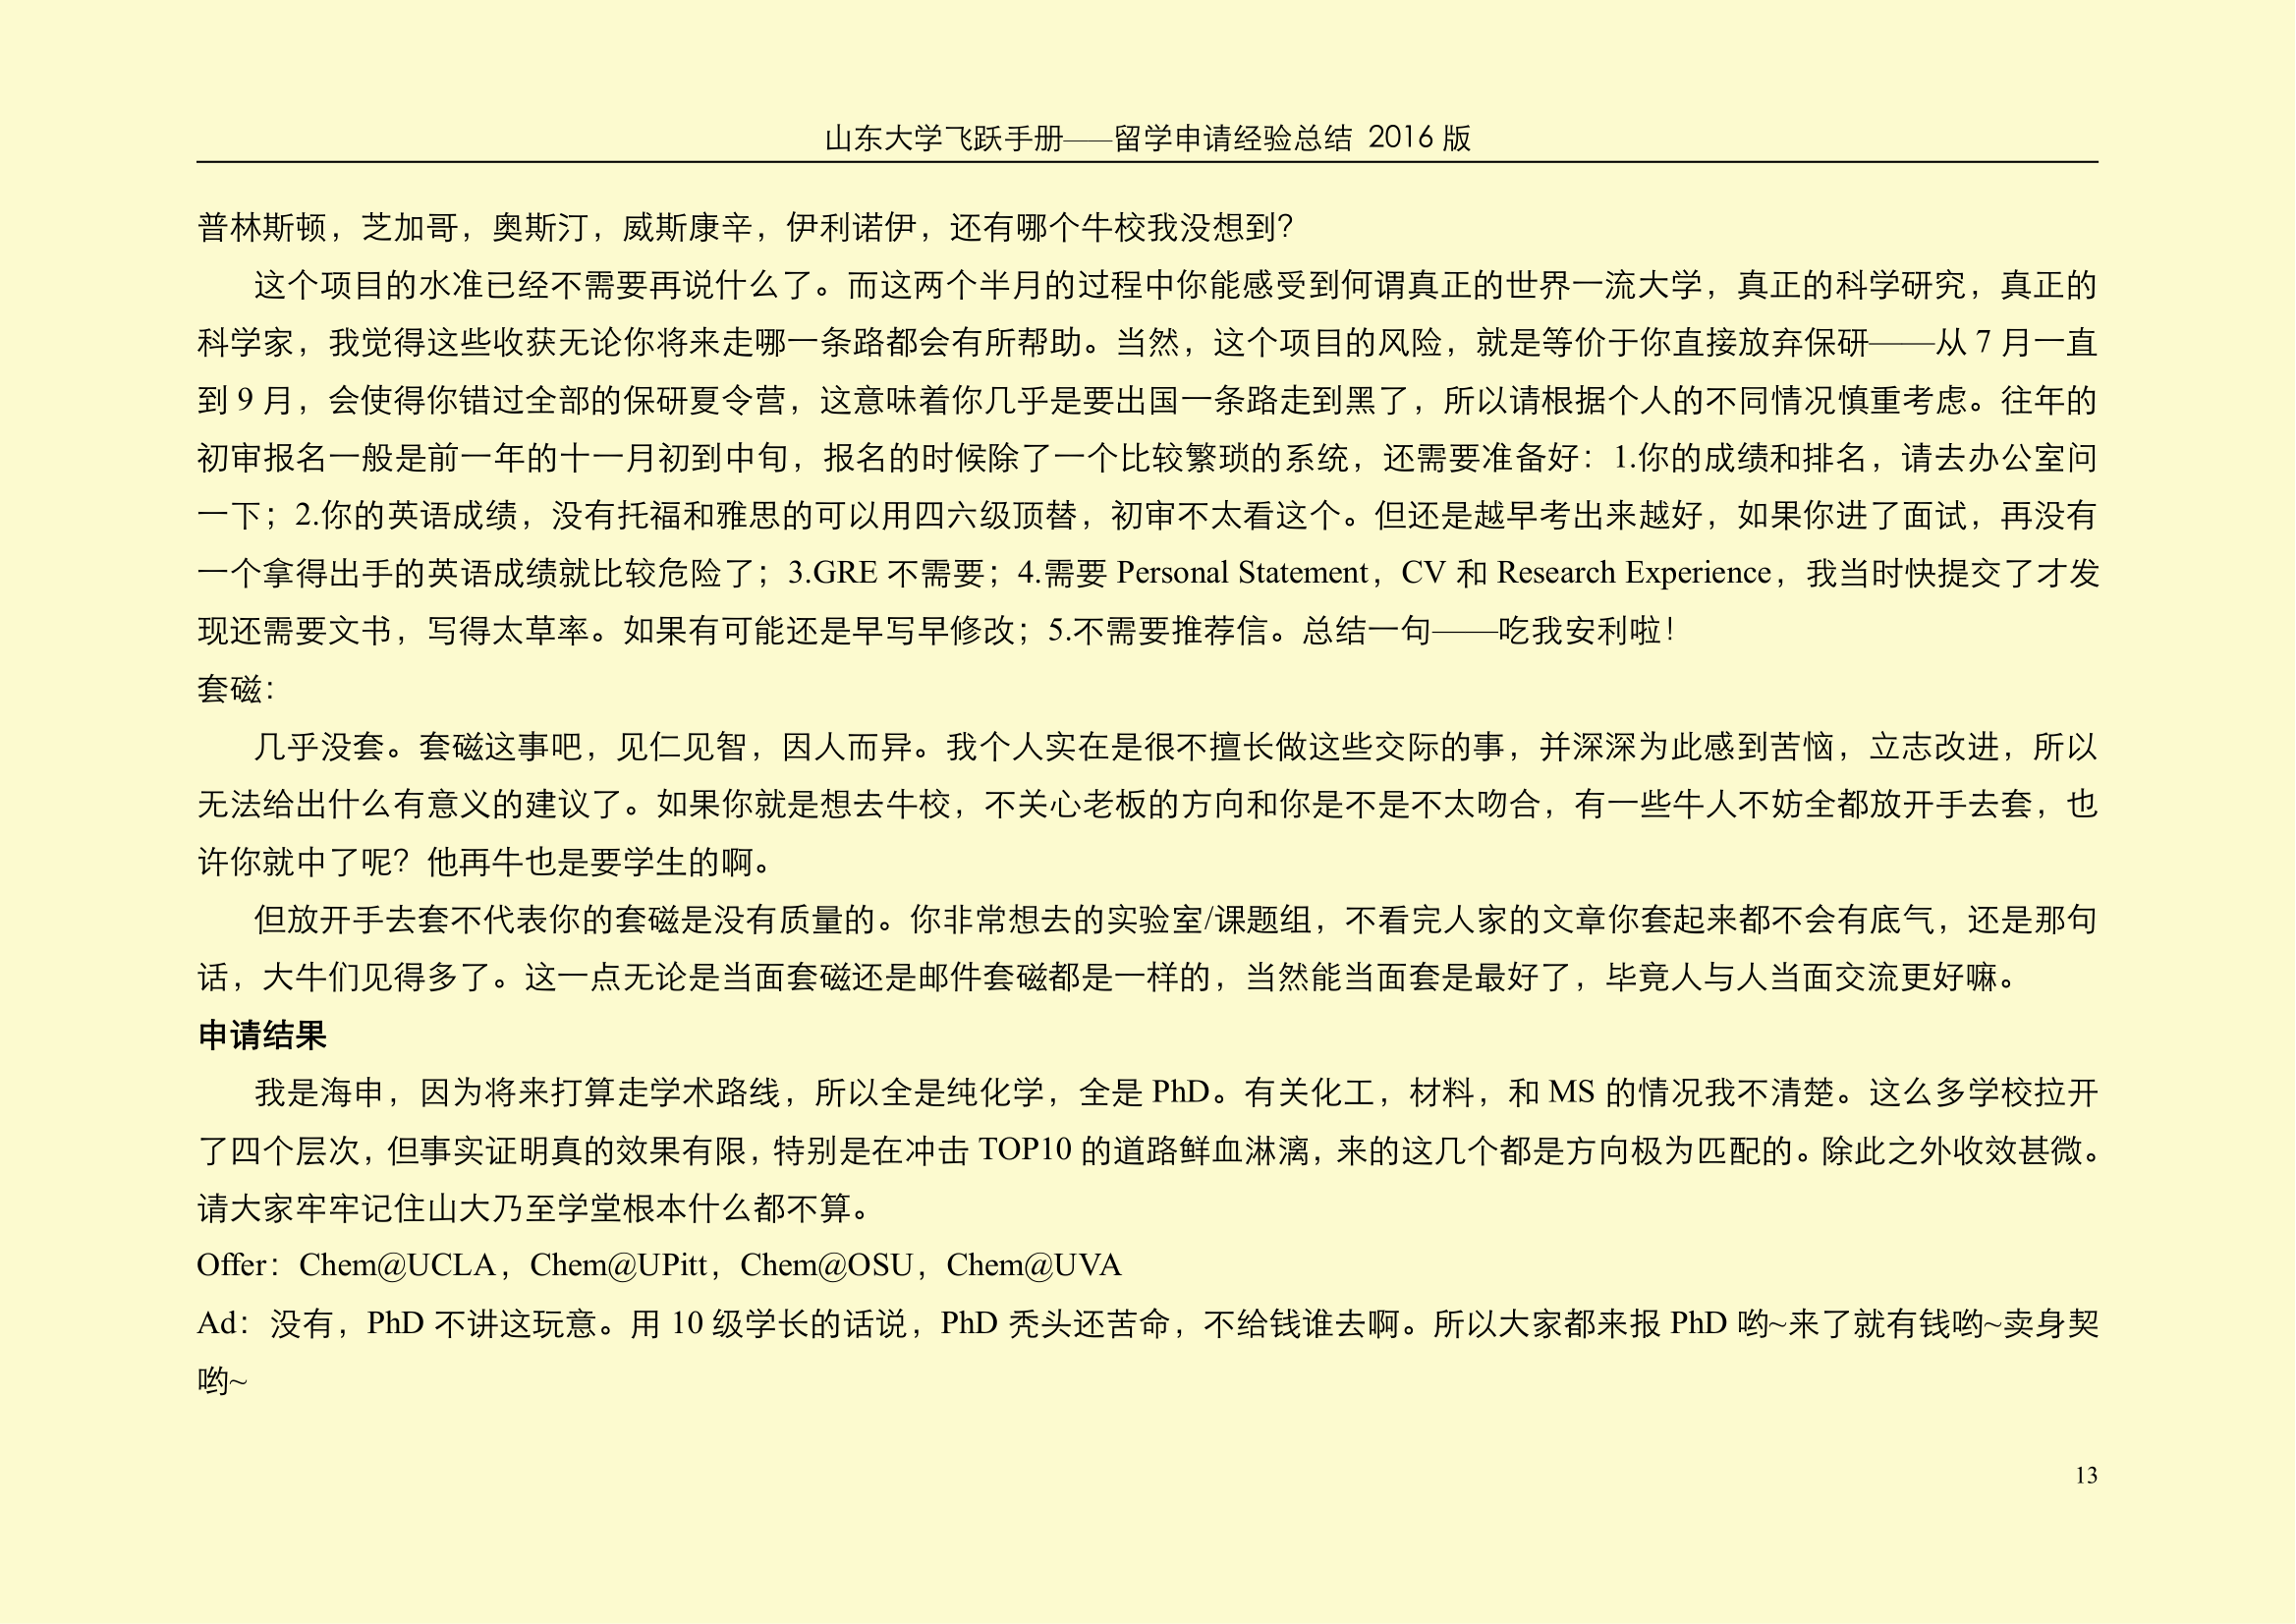 山东大学飞跃手册——留学申请经验总结 2016 版
普林斯顿，芝加哥，奥斯汀，威斯康辛，伊利诺伊，还有哪个牛校我没想到？
这个项目的水准已经不需要再说什么了。而这两个半月的过程中你能感受到何谓真正的世界一流大学，真正的科学研究，真正的
科学家，我觉得这些收获无论你将来走哪一条路都会有所帮助。当然，这个项目的风险，就是等价于你直接放弃保研——从 7 月一直
到 9 月，会使得你错过全部的保研夏令营，这意味着你几乎是要出国一条路走到黑了，所以请根据个人的不同情况慎重考虑。往年的
初审报名一般是前一年的十一月初到中旬，报名的时候除了一个比较繁琐的系统，还需要准备好：1.你的成绩和排名，请去办公室问
一下；2.你的英语成绩，没有托福和雅思的可以用四六级顶替，初审不太看这个。但还是越早考出来越好，如果你进了面试，再没有
一个拿得出手的英语成绩就比较危险了；3.GRE 不需要；4.需要 Personal Statement，CV 和 Research Experience，我当时快提交了才发
现还需要文书，写得太草率。如果有可能还是早写早修改；5.不需要推荐信。总结一句——吃我安利啦！
套磁：
几乎没套。套磁这事吧，见仁见智，因人而异。我个人实在是很不擅长做这些交际的事，并深深为此感到苦恼，立志改进，所以
无法给出什么有意义的建议了。如果你就是想去牛校，不关心老板的方向和你是不是不太吻合，有一些牛人不妨全都放开手去套，也
许你就中了呢？他再牛也是要学生的啊。
但放开手去套不代表你的套磁是没有质量的。你非常想去的实验室/课题组，不看完人家的文章你套起来都不会有底气，还是那句
话，大牛们见得多了。这一点无论是当面套磁还是邮件套磁都是一样的，当然能当面套是最好了，毕竟人与人当面交流更好嘛。
申请结果
我是海申，因为将来打算走学术路线，所以全是纯化学，全是 PhD。有关化工，材料，和 MS 的情况我不清楚。这么多学校拉开
了四个层次，但事实证明真的效果有限，特别是在冲击 TOP10 的道路鲜血淋漓，来的这几个都是方向极为匹配的。除此之外收效甚微。
请大家牢牢记住山大乃至学堂根本什么都不算。
Offer：Chem@UCLA，Chem@UPitt，Chem@OSU，Chem@UVA
Ad：没有，PhD 不讲这玩意。用 10 级学长的话说，PhD 秃头还苦命，不给钱谁去啊。所以大家都来报 PhD 哟~来了就有钱哟~卖身契
哟~
13